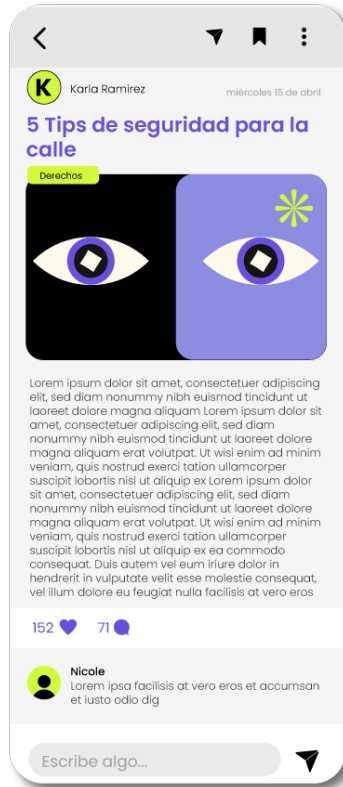 K
Karla Ramirez
miércoles 15 de abril
5 Tips de seguridad para la
calle
Derechos
Lorem ipsum dolor sit amet, consectetuer adipiscing
elit, sed diam nonummy nibh euismod tincidunt ut
laoreet dolore magna aliquam Lorem ipsum dolor sit
amet, consectetuer adipiscing elit, sed diam
nonummy nibh euismod tincidunt ut laoreet dolore
magna aliquam erat volutpat. Ut wisi enim ad minim
veniam, quis nostrud exerci tation ullamcorper
suscipit lobortis nisl ut aliquip ex Lorem ipsum dolor
sit amet, consectetuer adipiscing elit, sed diam
nonummy nibh euismod tincidunt ut laoreet dolore
magna aliquam erat volutpat. Ut wisi enim ad minim
veniam, quis nostrud exerci tation ullamcorper
suscipit lobortis nisl ut aliquip ex ea commodo
consequat. Duis autem vel eum iriure dolor in
hendrerit in vulputate velit esse molestie consequat,
vel illum dolore eu feugiat nulla facilisis at vero eros
152 71
Nicole
Lorem ipsa facilisis at vero eros et accumsan
et iusto odio dig
Escribe algo...